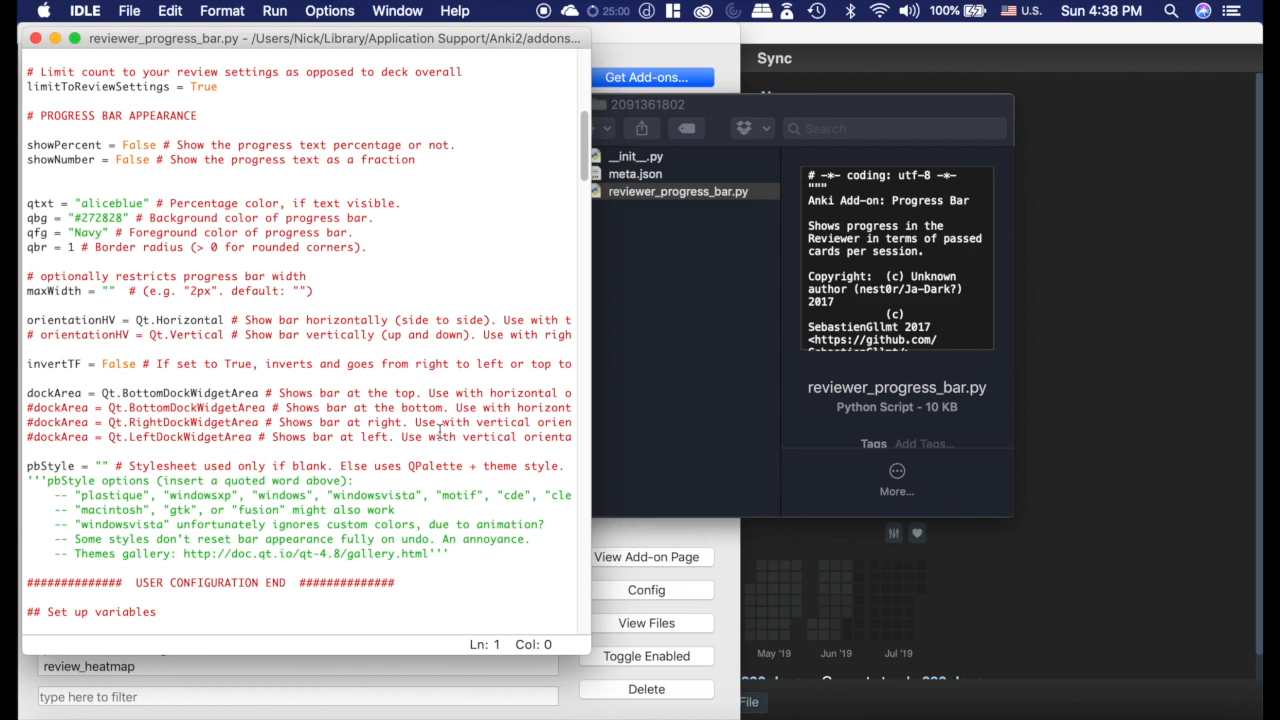 IDLE File Edit Format Run Options Window Help 25:00 100% U.S. Sun 4:38 PM
reviewer_progress_bar.py - /Users/Nick/Library/Application Support/Anki2/addons...
# Limit count to your review settings as opposed to deck overall
limitToReviewSettings = True
# PROGRESS BAR APPEARANCE
showPercent = False # Show the progress text percentage or not.
showNumber = False # Show the progress text as a fraction
qtxt = "aliceblue" # Percentage color, if text visible.
qbg = "#272828" # Background color of progress bar.
qfg = "Navy" # Foreground color of progress bar.
qbr = 1 # Border radius (> 0 for rounded corners).
# optionally restricts progress bar width
maxWidth = "" # (e.g. "2px". default: "")
orientationHV = Qt.Horizontal # Show bar horizontally (side to side). Use with t
# orientationHV = Qt.Vertical # Show bar vertically (up and down). Use with righ
invertTF = False # If set to True, inverts and goes from right to left or top to
dockArea = Qt.BottomDockWidgetArea # Shows bar at the top. Use with horizontal o
#dockArea = Qt.BottomDockWidgetArea # Shows bar at the bottom. Use with horizont
#dockArea = Qt.RightDockWidgetArea # Shows bar at right. Use with vertical orien
#dockArea = Qt.LeftDockWidgetArea # Shows bar at left. Use with vertical orienta
pbStyle = "" # Stylesheet used only if blank. Else uses QPalette + theme style.
'''pbStyle options (insert a quoted word above):
-- "plastique", "windowsxp", "windows", "windowsvista", "motif", "cde", "cle
-- "macintosh", "gtk", or "fusion" might also work
-- "windowsvista" unfortunately ignores custom colors, due to animation?
-- Some styles don't reset bar appearance fully on undo. An annoyance.
-- Themes gallery: http://doc.qt.io/qt-4.8/gallery.html'''
############## USER CONFIGURATION END ##############
## Set up variables
Ln: 1 Col: 0
review_heatmap
type here to filter
Get Add-ons...
2091361802
Search
__init__.py
meta.json
reviewer_progress_bar.py
# -*- coding: utf-8 -*-
"""
Anki Add-on: Progress Bar
Shows progress in the
Reviewer in terms of passed
cards per session.
Copyright: (c) Unknown
author (nest0r/Ja-Dark?)
2017
(c)
SebastienGllmt 2017
<https://github.com/
reviewer_progress_bar.py
Python Script - 10 KB
Tags Add Tags...
More...
View Add-on Page
Config
View Files
Toggle Enabled
Delete
Sync
May '19 Jun '19 Jul '19
File